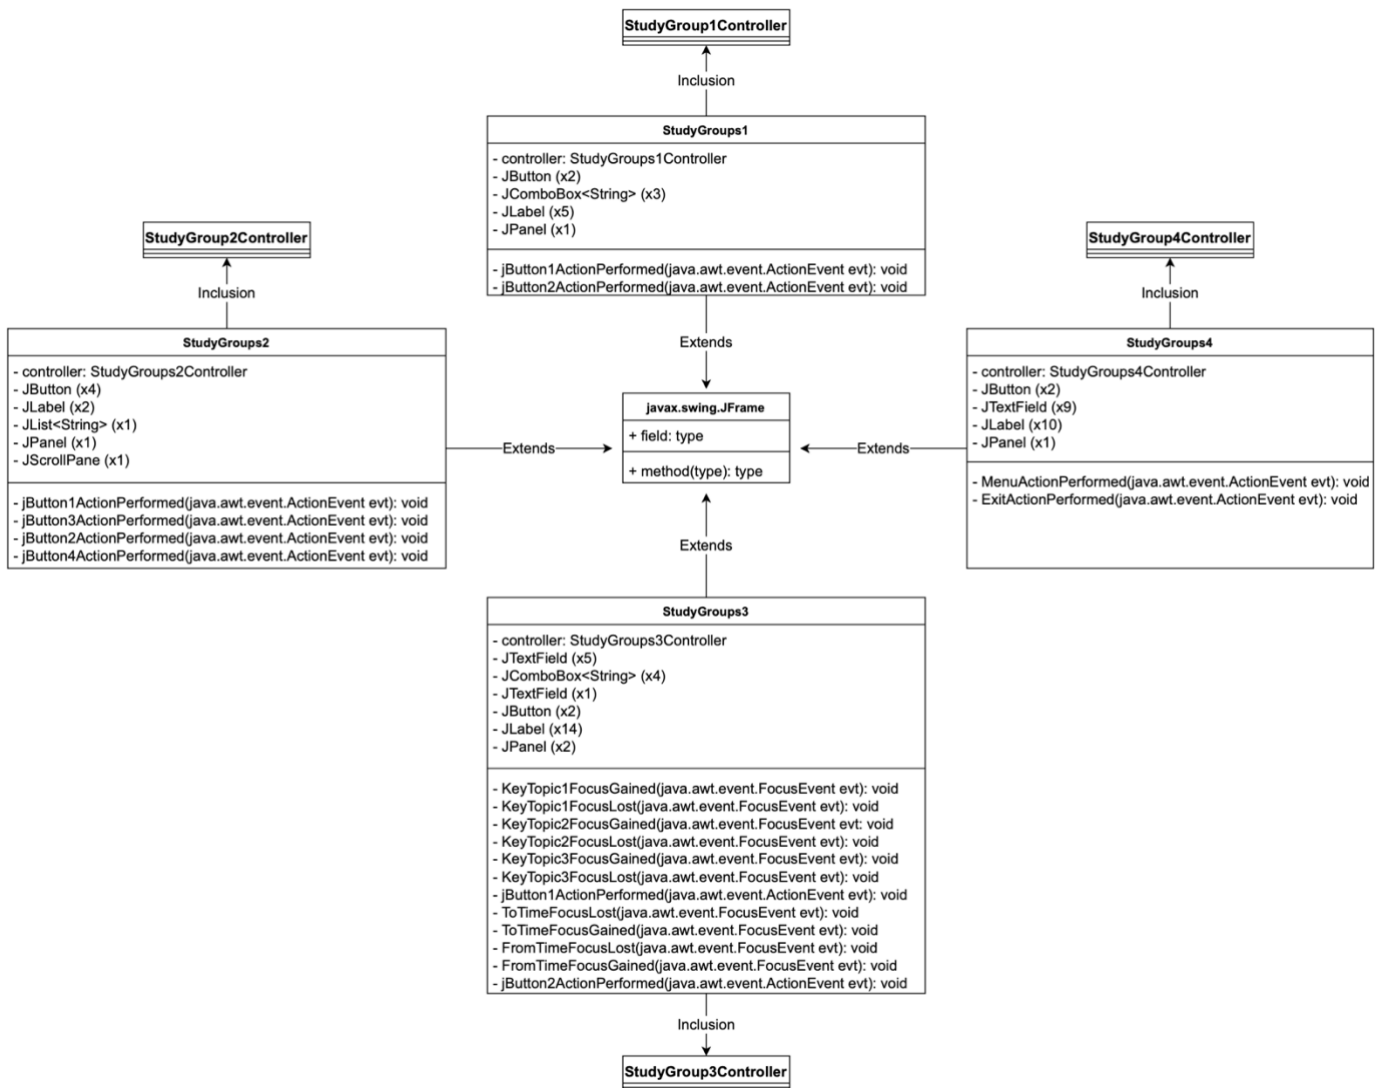 StudyGroup1Controller
Inclusion
StudyGroups1
- controller: StudyGroups1Controller
- JButton (x2)
- JComboBox<String> (x3)
- JLabel (x5)
- JPanel (x1)
- jButton1ActionPerformed(java.awt.event.ActionEvent evt): void
- jButton2ActionPerformed(java.awt.event.ActionEvent evt): void
StudyGroup2Controller
Inclusion
StudyGroups2
- controller: StudyGroups2Controller
- JButton (x4)
- JLabel (x2)
- JList<String> (x1)
- JPanel (x1)
- JScrollPane (x1)
- jButton1ActionPerformed(java.awt.event.ActionEvent evt): void
- jButton3ActionPerformed(java.awt.event.ActionEvent evt): void
- jButton2ActionPerformed(java.awt.event.ActionEvent evt): void
- jButton4ActionPerformed(java.awt.event.ActionEvent evt): void
Extends
Extends
javax.swing.JFrame
+ field: type
+ method(type): type
Extends
StudyGroup4Controller
Inclusion
StudyGroups4
- controller: StudyGroups4Controller
- JButton (x2)
- JTextField (x9)
- JLabel (x10)
- JPanel (x1)
- MenuActionPerformed(java.awt.event.ActionEvent evt): void
- ExitActionPerformed(java.awt.event.ActionEvent evt): void
Extends
StudyGroups3
- controller: StudyGroups3Controller
- JTextField (x5)
- JComboBox<String> (x4)
- JTextField (x1)
- JButton (x2)
- JLabel (x14)
- JPanel (x2)
- KeyTopic1FocusGained(java.awt.event.FocusEvent evt): void
- KeyTopic1FocusLost(java.awt.event.FocusEvent evt): void
- KeyTopic2FocusGained(java.awt.event.FocusEvent evt: void
- KeyTopic2FocusLost(java.awt.event.FocusEvent evt): void
- KeyTopic3FocusGained(java.awt.event.FocusEvent evt): void
- KeyTopic3FocusLost(java.awt.event.FocusEvent evt): void
- jButton1ActionPerformed(java.awt.event.ActionEvent evt): void
- ToTimeFocusLost(java.awt.event.FocusEvent evt): void
- ToTimeFocusGained(java.awt.event.FocusEvent evt): void
- FromTimeFocusLost(java.awt.event.FocusEvent evt): void
- FromTimeFocusGained(java.awt.event.FocusEvent evt): void
- jButton2ActionPerformed(java.awt.event.ActionEvent evt): void
Inclusion
StudyGroup3Controller